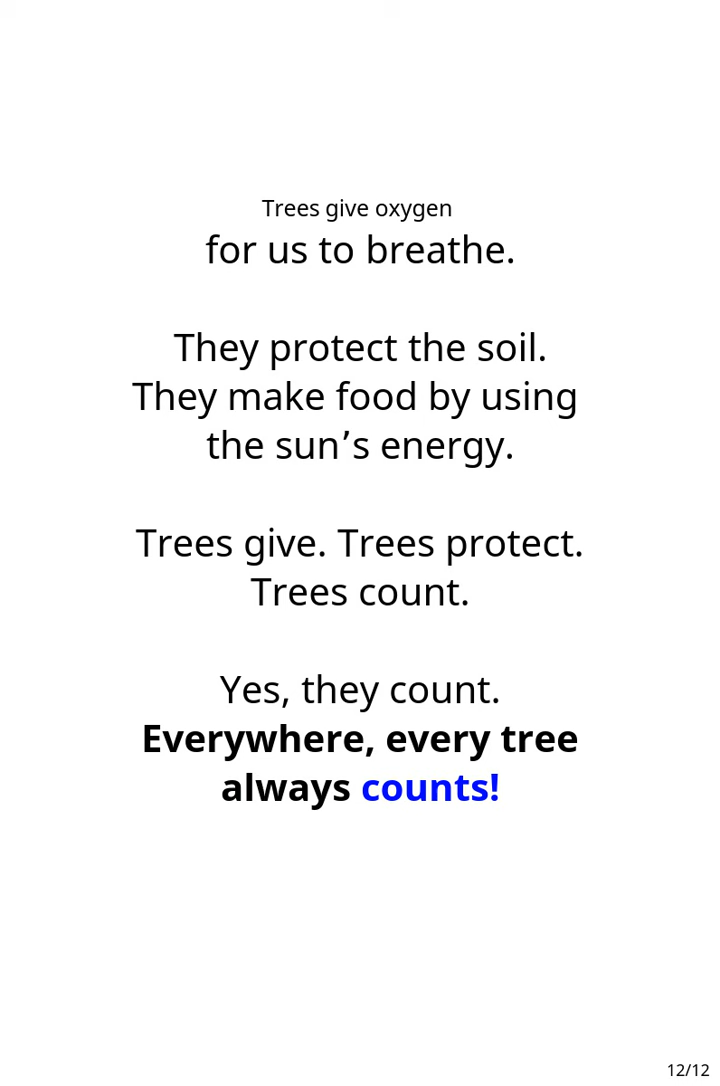 Trees give oxygen
for us to breathe.
They protect the soil.
They make food by using
the sun’s energy.
Trees give. Trees protect.
Trees count.
Yes, they count.
Everywhere, every tree
always counts!
12/12